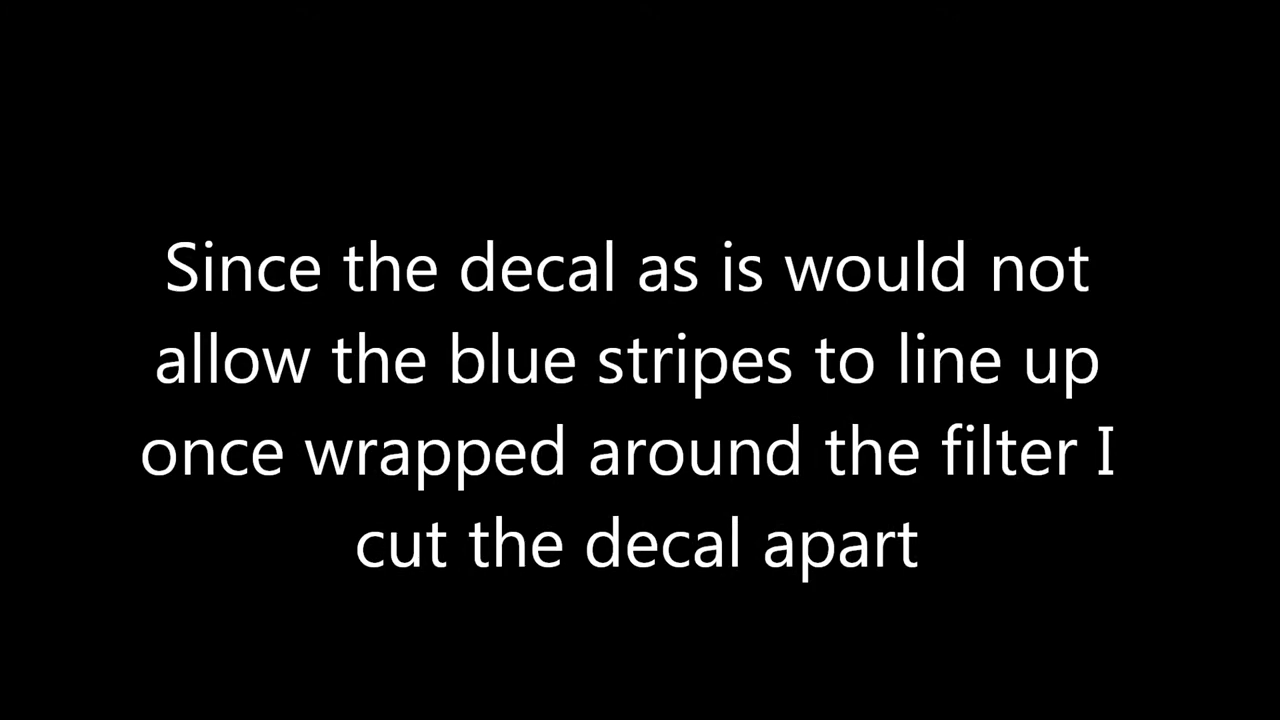 Since the decal as is would not
allow the blue stripes to line up
once wrapped around the filter I
cut the decal apart